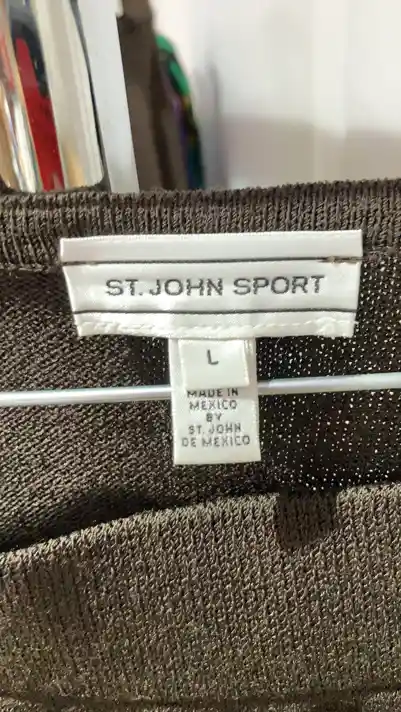 ST. JOHN SPORT
L
MADE IN
MEXICO
BY
ST. JOHN
DE MEXICO